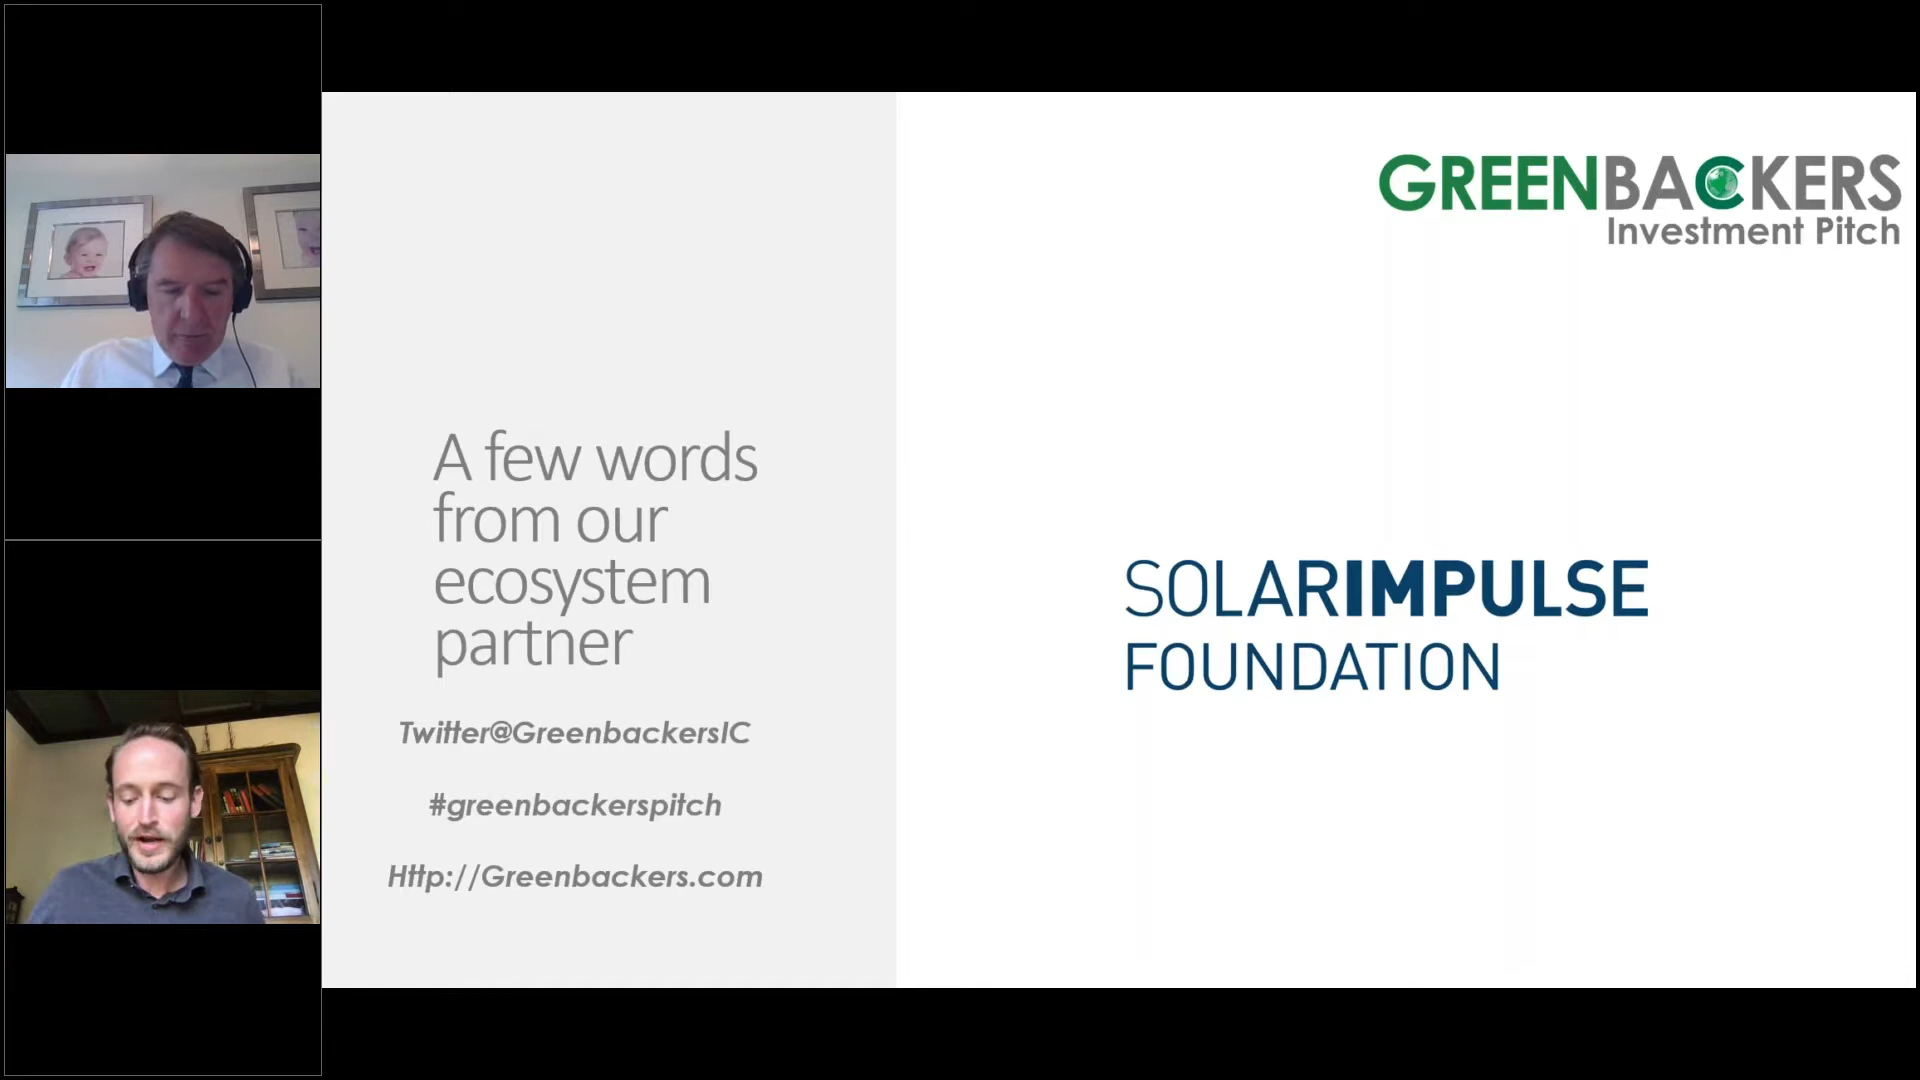 GREENBACKERS
Investment Pitch
A few words
from our
ecosystem
partner
Twitter@GreenbackersIC
#greenbackerspitch
Http://Greenbackers.com
SOLARIMPULSE
FOUNDATION